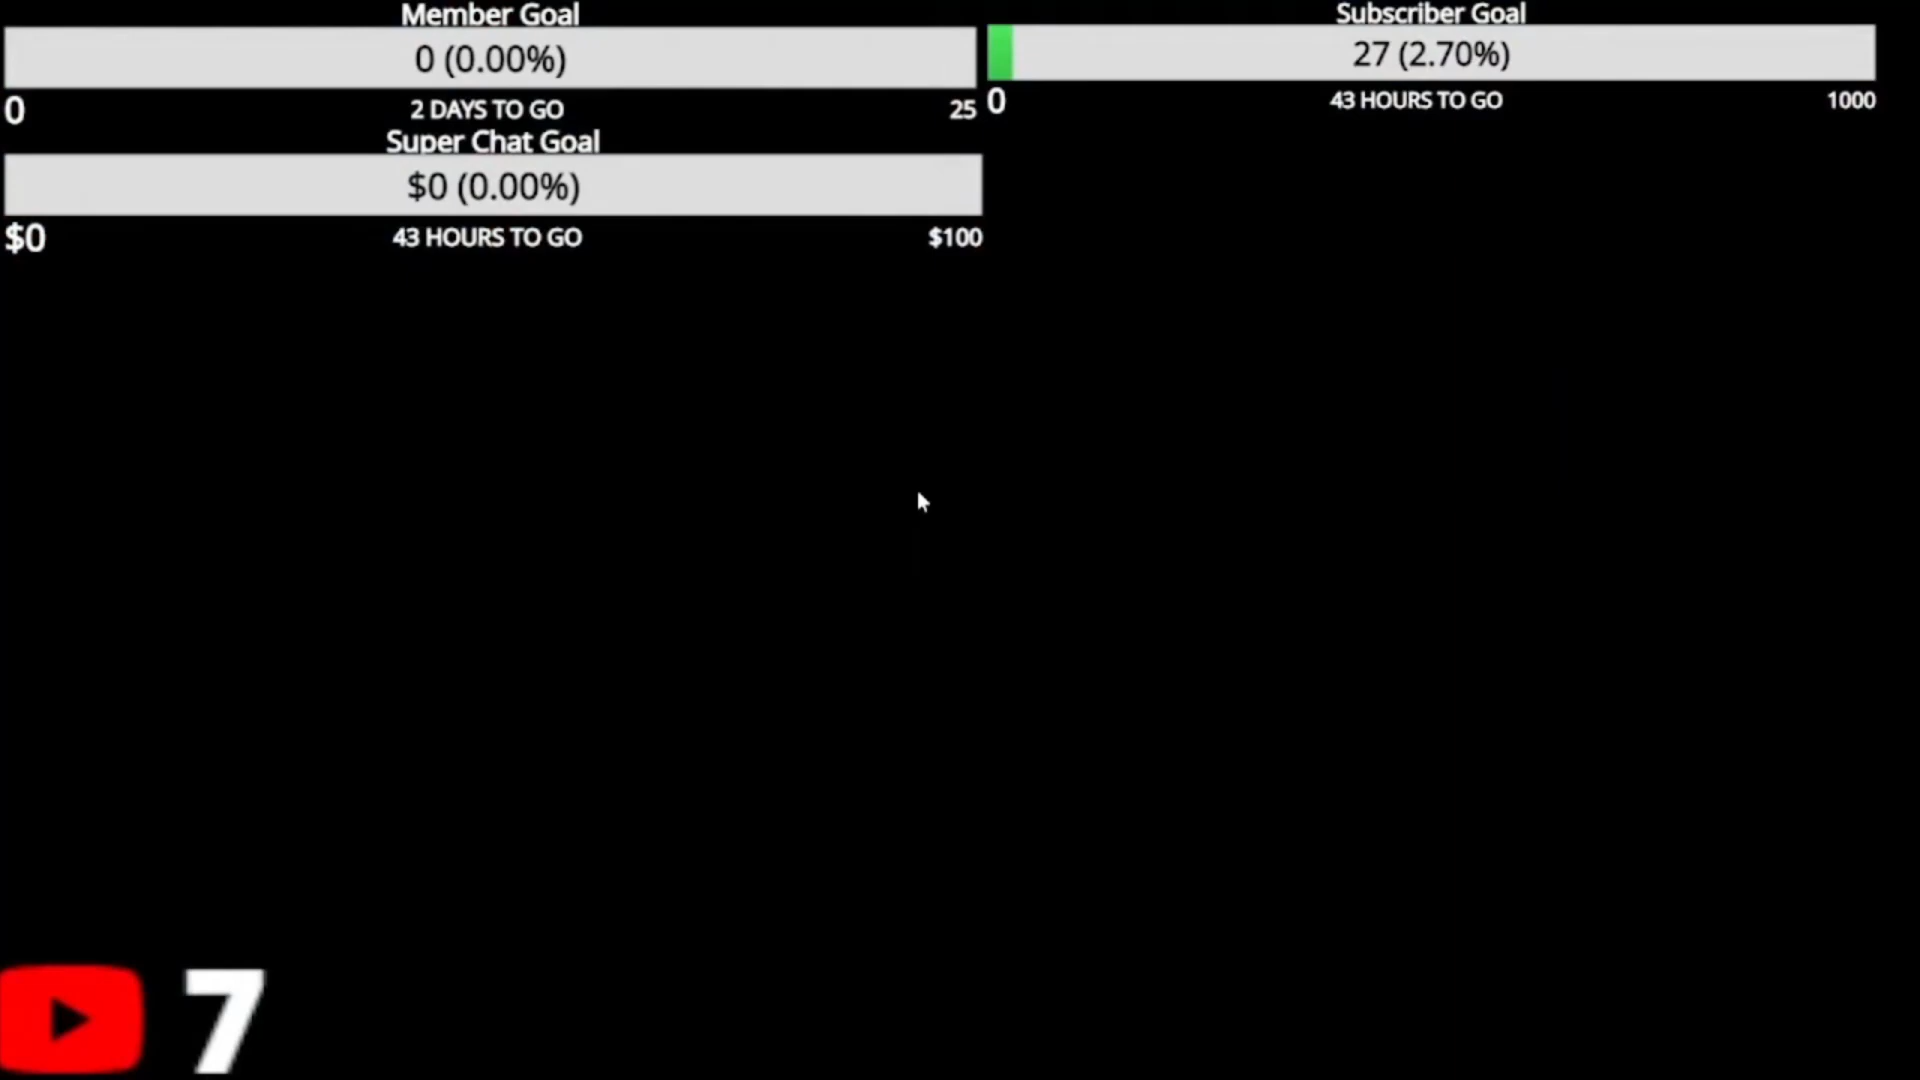 Member Goal
0 (0.00%)
0 2 DAYS TO GO 25
Super Chat Goal
$0 (0.00%)
$0 43 HOURS TO GO $100
Subscriber Goal
27 (2.70%)
0 43 HOURS TO GO 1000
7